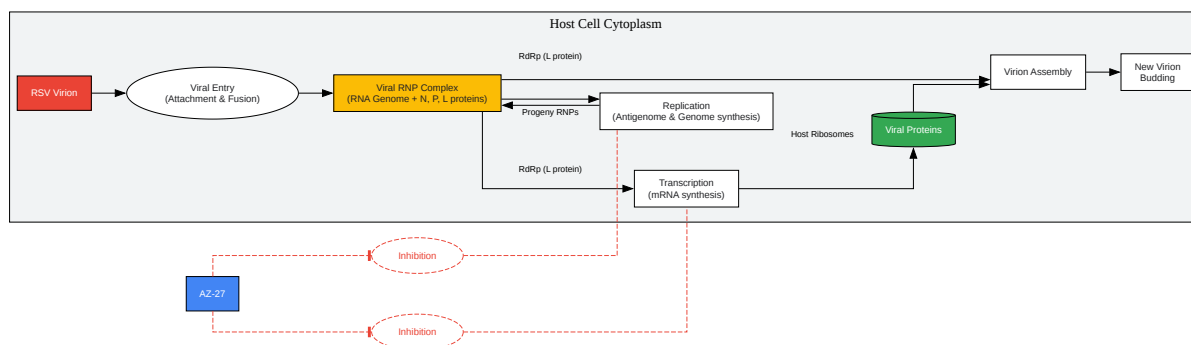 Host Cell Cytoplasm
RdRp (L protein)
RSV Virion
Viral Entry
(Attachment & Fusion)
Viral RNP Complex
(RNA Genome + N, P, L proteins)
Progeny RNPs
Replication
(Antigenome & Genome synthesis)
Virion Assembly
New Virion
Budding
Host Ribosomes
Viral Proteins
RdRp (L protein)
Transcription
(mRNA synthesis)
Inhibition
AZ-27
Inhibition